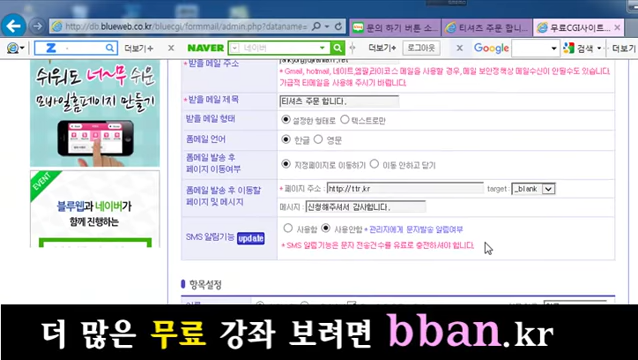 http://db.blueweb.co.kr/bluecgi/formmail/admin.php?dataname=
문의 하기 버튼 소...
티셔츠 주문 합니다...
무료CGI사이트...
더보기
NAVER
네이버
더보기
로그아웃
Google
검색
더보기
쉬워도 너~무 쉬운
모바일홈페이지 만들기
EVENT
블루웹과 네이버가
함께 진행하는
* 받을 메일 주소
* Gmail, hotmail, 네이트,엠팔,파이코스 메일을 사용할 경우, 메일 보안정책상 메일수신이 안될수도 있습니다.
가급적 타메일을 사용해 주시기 바랍니다.
* 받을 메일 제목
티셔츠 주문 합니다.
받을 메일 형태
설정한 형태로
텍스트로만
폼메일 언어
한글
영문
폼메일 발송 후
페이지 이동여부
지정페이지로 이동하기
이동 안하고 닫기
폼메일 발송 후 이동할
페이지 및 메시지
* 페이지 주소 : http://ttr.kr
target _blank
메시지 : 신청해주셔서 감사합니다.
SMS 알림기능 update
사용함
사용안함 * 관리자에게 문자발송 알림여부
* SMS 알림기능은 문자 전송건수를 유료로 충전하셔야 합니다.
항목설정
더 많은 무료 강좌 보려면 bban.kr